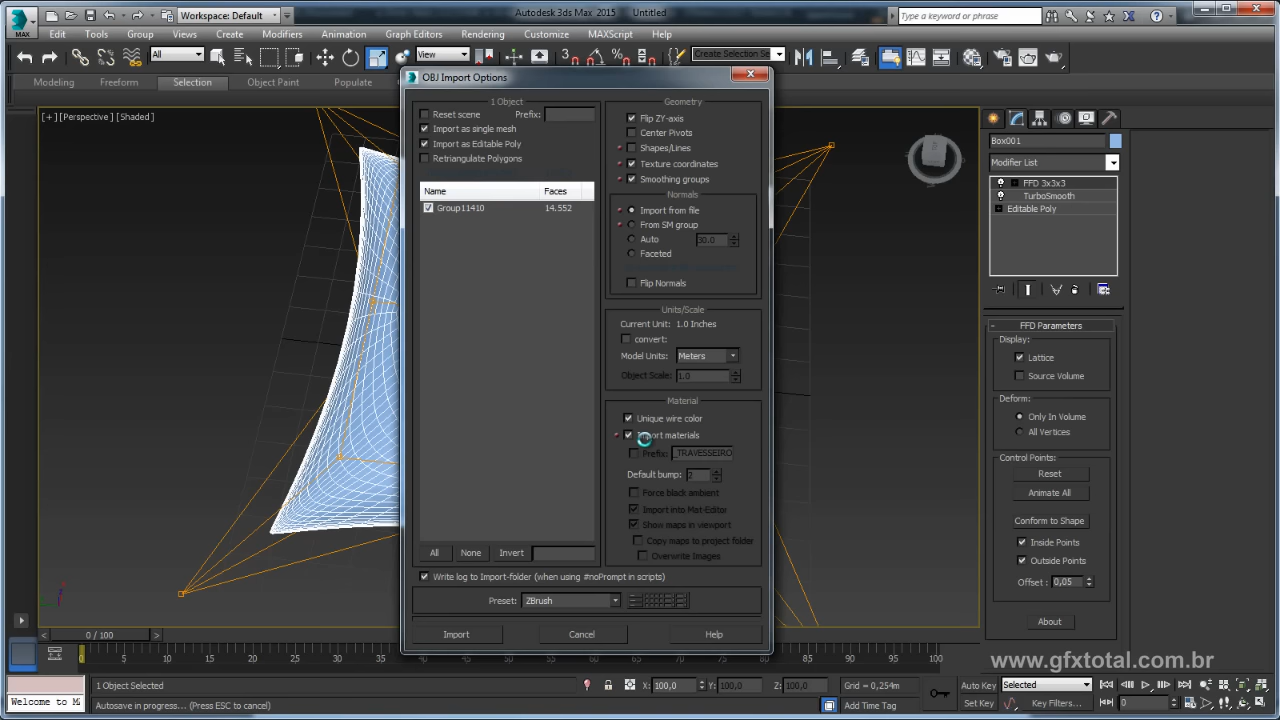 Workspace: Default
Autodesk 3ds Max 2015
Untitled
Type a keyword or phrase
MAX
Edit
Tools
Group
Views
Create
Modifiers
Animation
Graph Editors
Rendering
Customize
MAXScript
Help
All
View
Create Selection Se
Modeling
Freeform
Selection
Object Paint
Populate
[+][Perspective][Shaded]
OBJ Import Options
1 Object
Reset scene
Prefix:
Import as single mesh
Import as Editable Poly
Retriangulate Polygons
Name
Faces
Group11410
14.552
All
None
Invert
Geometry
Flip ZY-axis
Center Pivots
Shapes/Lines
Texture coordinates
Smoothing groups
Normals
Import from file
From SM group
Auto
30.0
Faceted
Flip Normals
Units/Scale
Current Unit: 1.0 Inches
convert:
Model Units: Meters
Object Scale: 1.0
Material
Unique wire color
Import materials
Prefix: _TRAVESSEIRO
Default bump: 2
Force black ambient
Import into Mat-Editor
Show maps in viewport
Copy maps to project folder
Overwrite Images
Write log to Import-folder (when using #noPrompt in scripts)
Preset: ZBrush
Import
Cancel
Help
Box001
Modifier List
FFD 3x3x3
TurboSmooth
Editable Poly
FFD Parameters
Display:
Lattice
Source Volume
Deform:
Only In Volume
All Vertices
Control Points:
Reset
Animate All
Conform to Shape
Inside Points
Outside Points
Offset : 0,05
About
www.gfxtotal.com.br
< 0 / 100 >
0 5 10 15 20 25 30 35 40 45 50 55 60 65 70 75 80 85 90 95 100
1 Object Selected
X: 100,0
Y: 100,0
Z: 100,0
Grid = 0,254m
Auto Key
Selected
Welcome to M
Autosave in progress... (Press ESC to cancel)
Add Time Tag
Set Key
Key Filters...
0